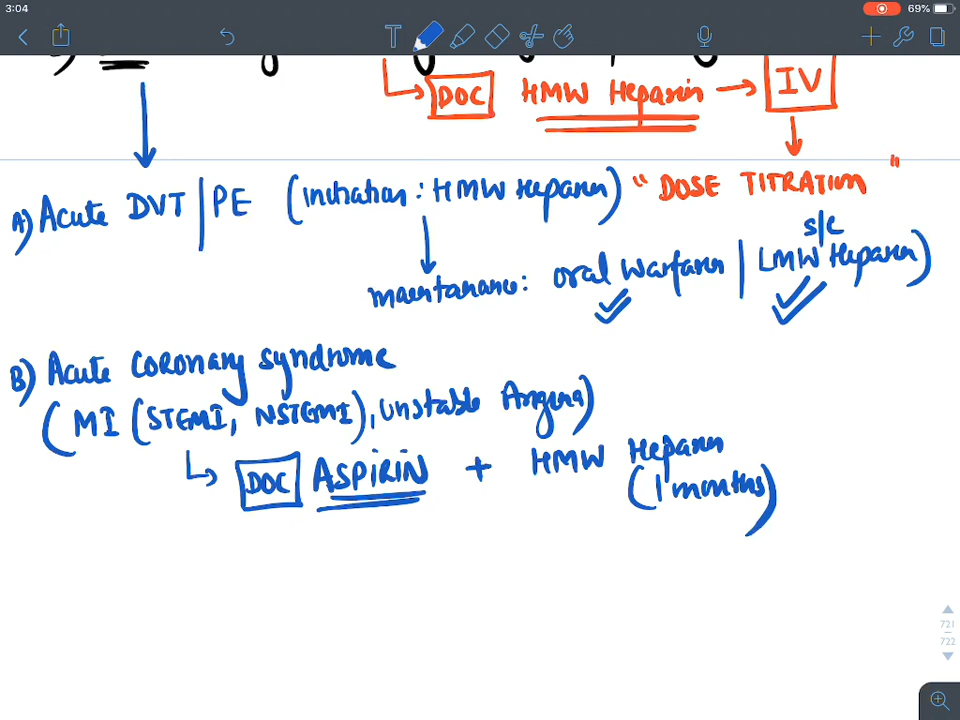 3:04
69%
T
DOC HMW Heparin → IV
A) Acute DVT | PE (initiation : HMW Heparin) "DOSE TITRATION"
s/c
maintanance: oral warfarin | LMW Heparin)
B) Acute coronary syndrome
(MI (STEMI, NSTEMI), unstable Angina)
DOC ASPIRIN + HMW Heparin
(1 months)
721
722